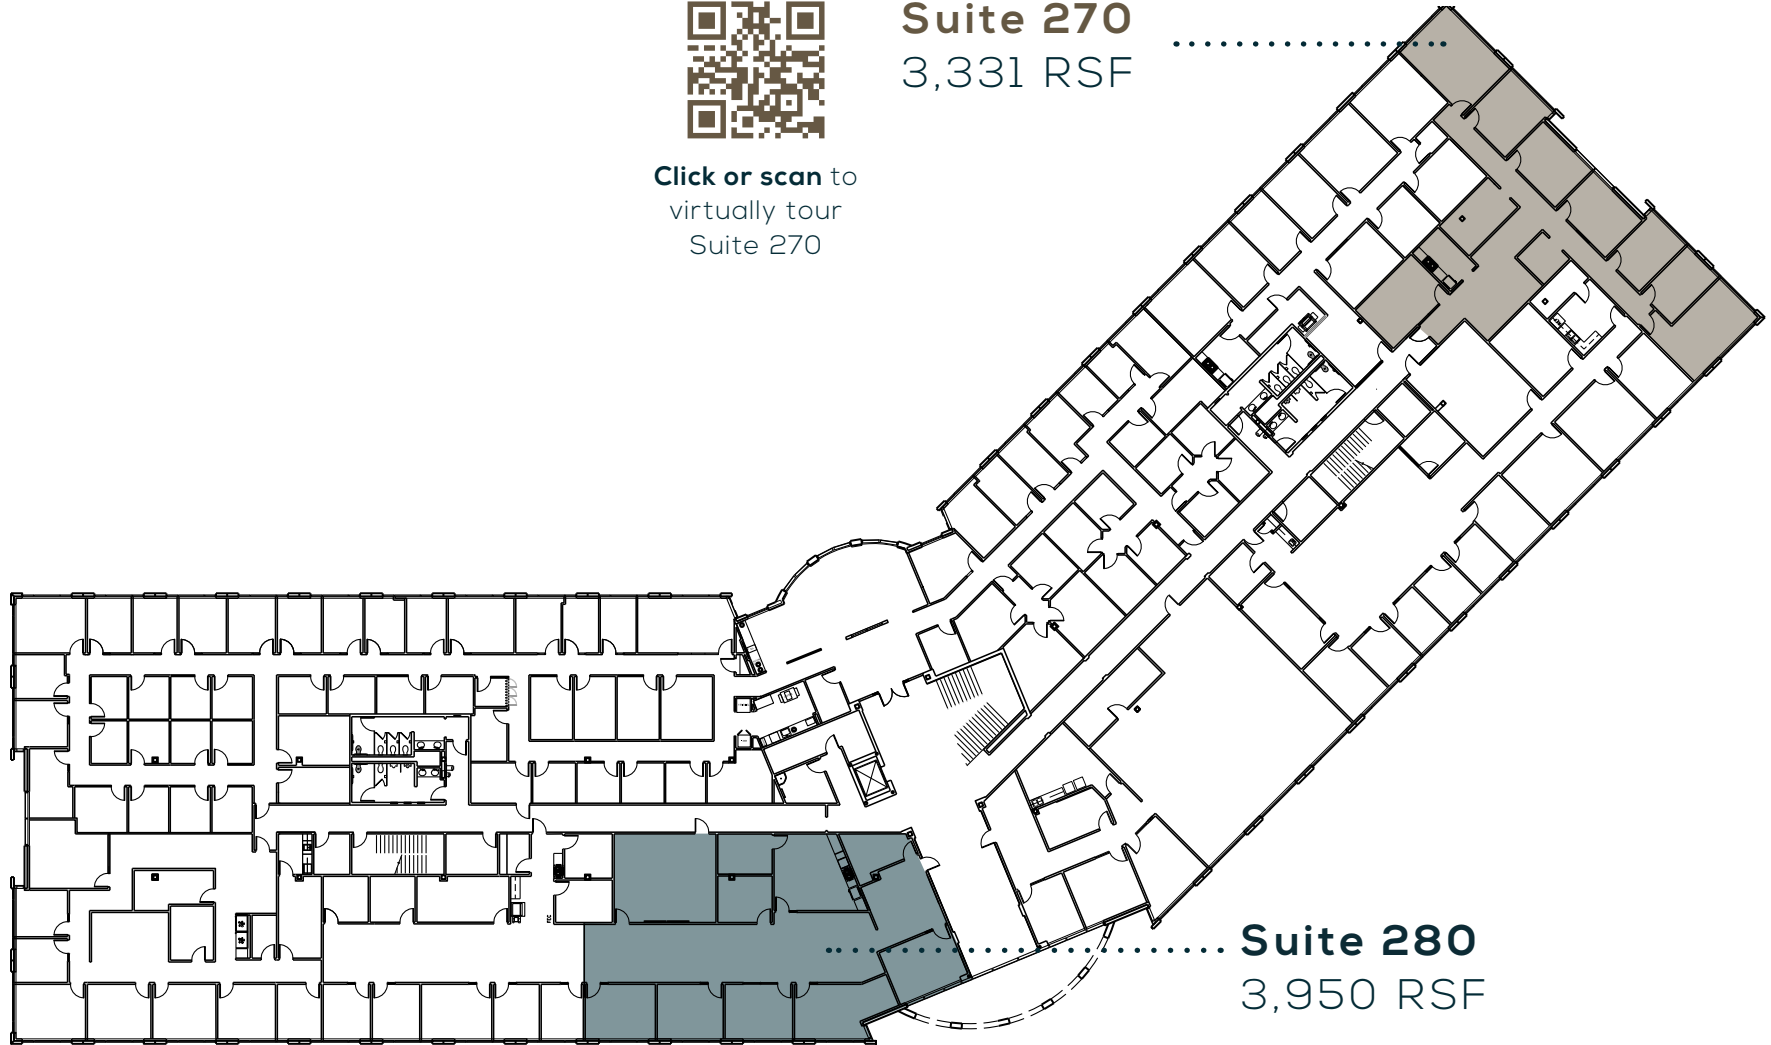 Suite 270
3,331 RSF
Click or scan to
virtually tour
Suite 270
Suite 280
3,950 RSF